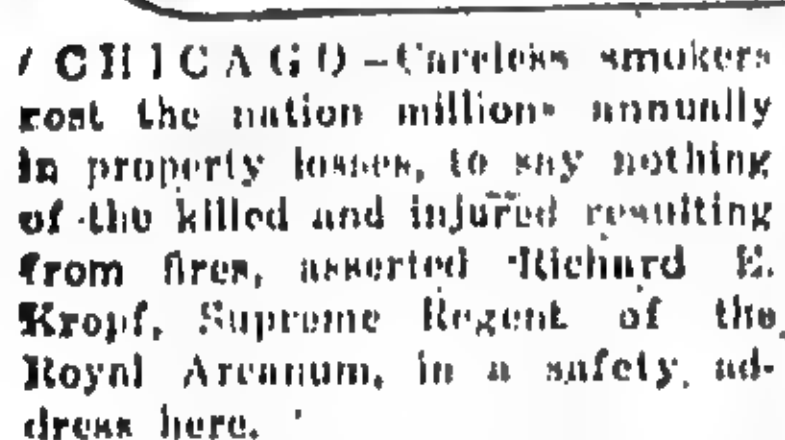 CHICAGO—Careless smokers
cost the nation millions annually
in property losses, to say nothing
of the killed and injured resulting
from fires, asserted Richard E.
Kropf, Supreme Regent of the
Royal Arcanum, in a safety ad-
dress here.